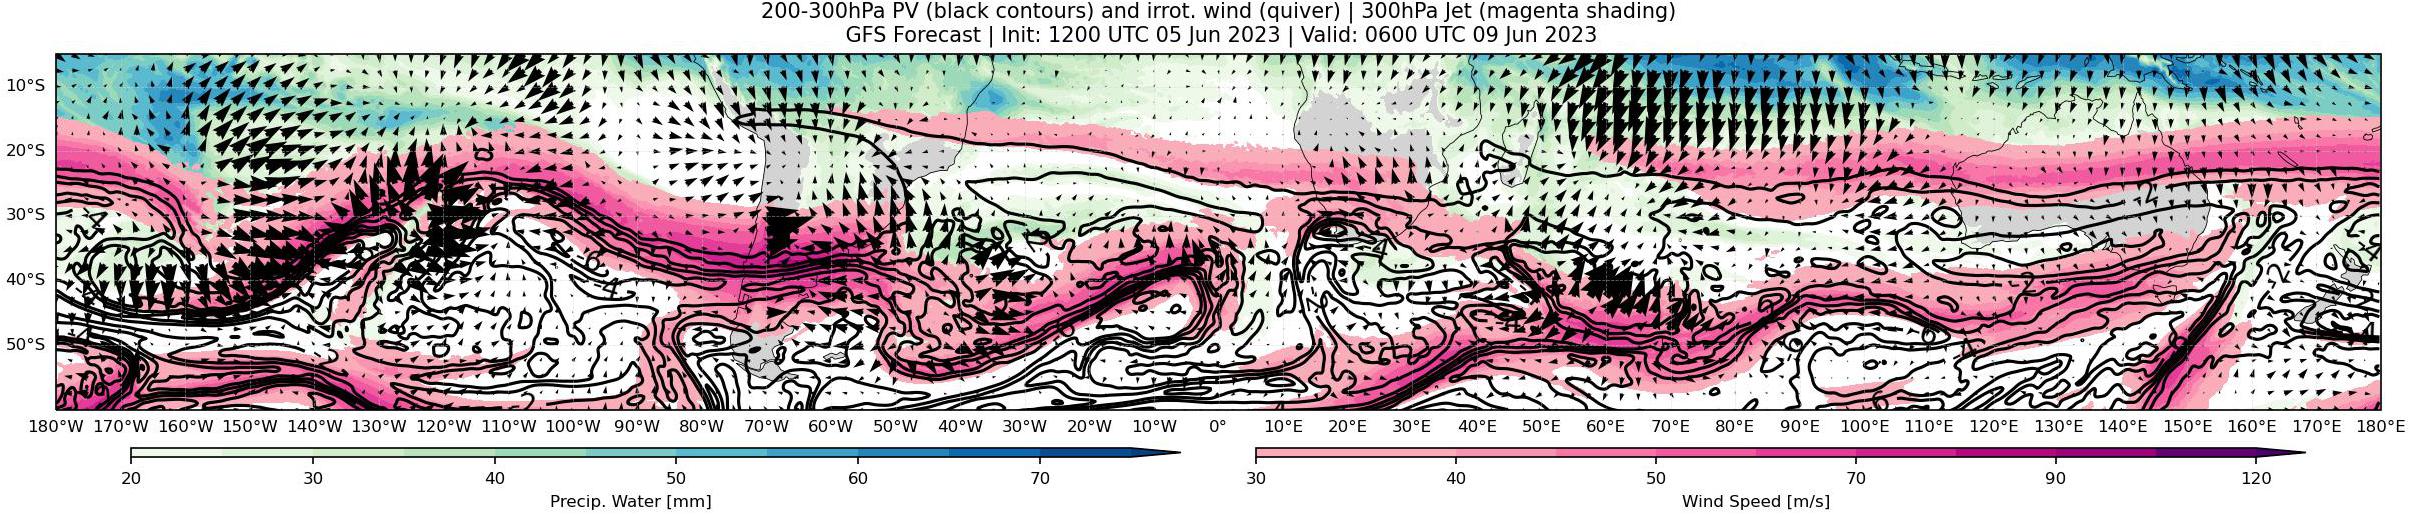 200-300hPa PV (black contours) and irrot. wind (quiver) | 300hPa Jet (magenta shading)
GFS Forecast | Init: 1200 UTC 05 Jun 2023 | Valid: 0600 UTC 09 Jun 2023
10°S
20°S
30°S
40°S
50°S
180°W 170°W 160°W 150°W 140°W 130°W 120°W 110°W 100°W 90°W 80°W 70°W 60°W 50°W 40°W 30°W 20°W 10°W 0° 10°E 20°E 30°E 40°E 50°E 60°E 70°E 80°E 90°E 100°E 110°E 120°E 130°E 140°E 150°E 160°E 170°E 180°E
20 30 40 50 60 70
Precip. Water [mm]
30 40 50 70 90 120
Wind Speed [m/s]